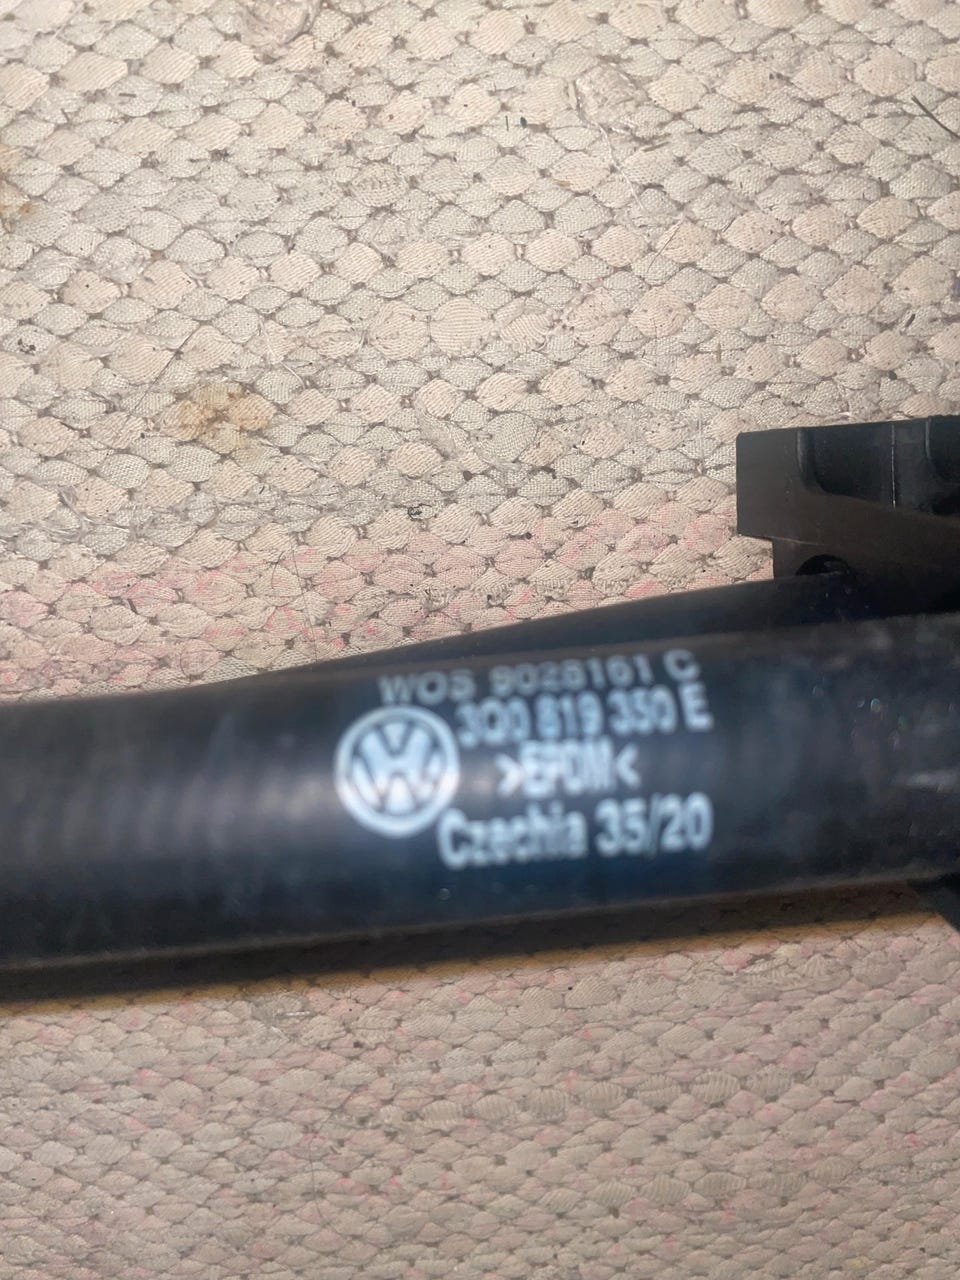 WOS 9028161 C
3Q0 819 350 E
>EPDM<
Czechia 35/20